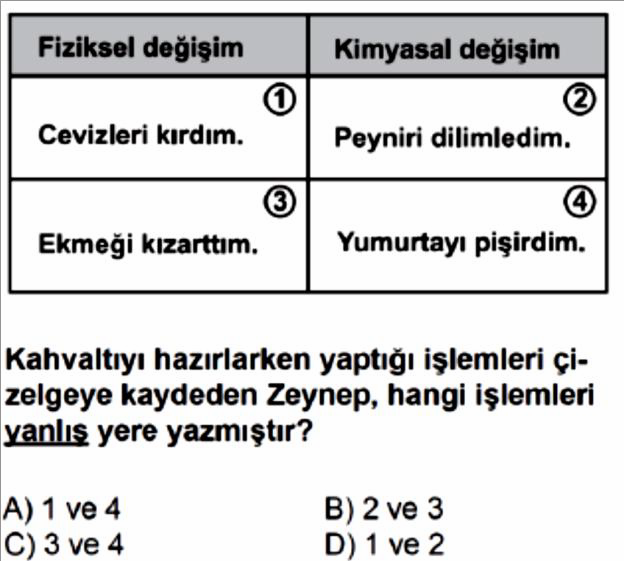 Fiziksel değişim
Kimyasal değişim
①
Cevizleri kırdım.
②
Peyniri dilimledim.
③
Ekmeği kızarttım.
④
Yumurtayı pişirdim.
Kahvaltıyı hazırlarken yaptığı işlemleri çi-
zelgeye kaydeden Zeynep, hangi işlemleri
yanlış yere yazmıştır?
A) 1 ve 4
B) 2 ve 3
C) 3 ve 4
D) 1 ve 2